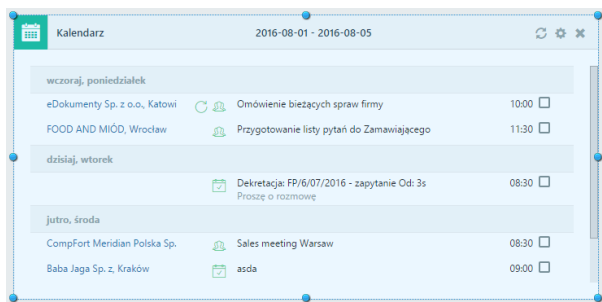 Kalendarz 2016-08-01 - 2016-08-05
wczoraj, poniedziałek
eDokumenty Sp. z o.o., Katowi Omówienie bieżących spraw firmy 10:00
FOOD AND MIÓD, Wrocław Przygotowanie listy pytań do Zamawiającego 11:30
dzisiaj, wtorek
Dekretacja: FP/6/07/2016 - zapytanie Od: 3s 08:30
Proszę o rozmowę
jutro, środa
CompFort Meridian Polska Sp. Sales meeting Warsaw 08:30
Baba Jaga Sp. z, Kraków asda 09:00